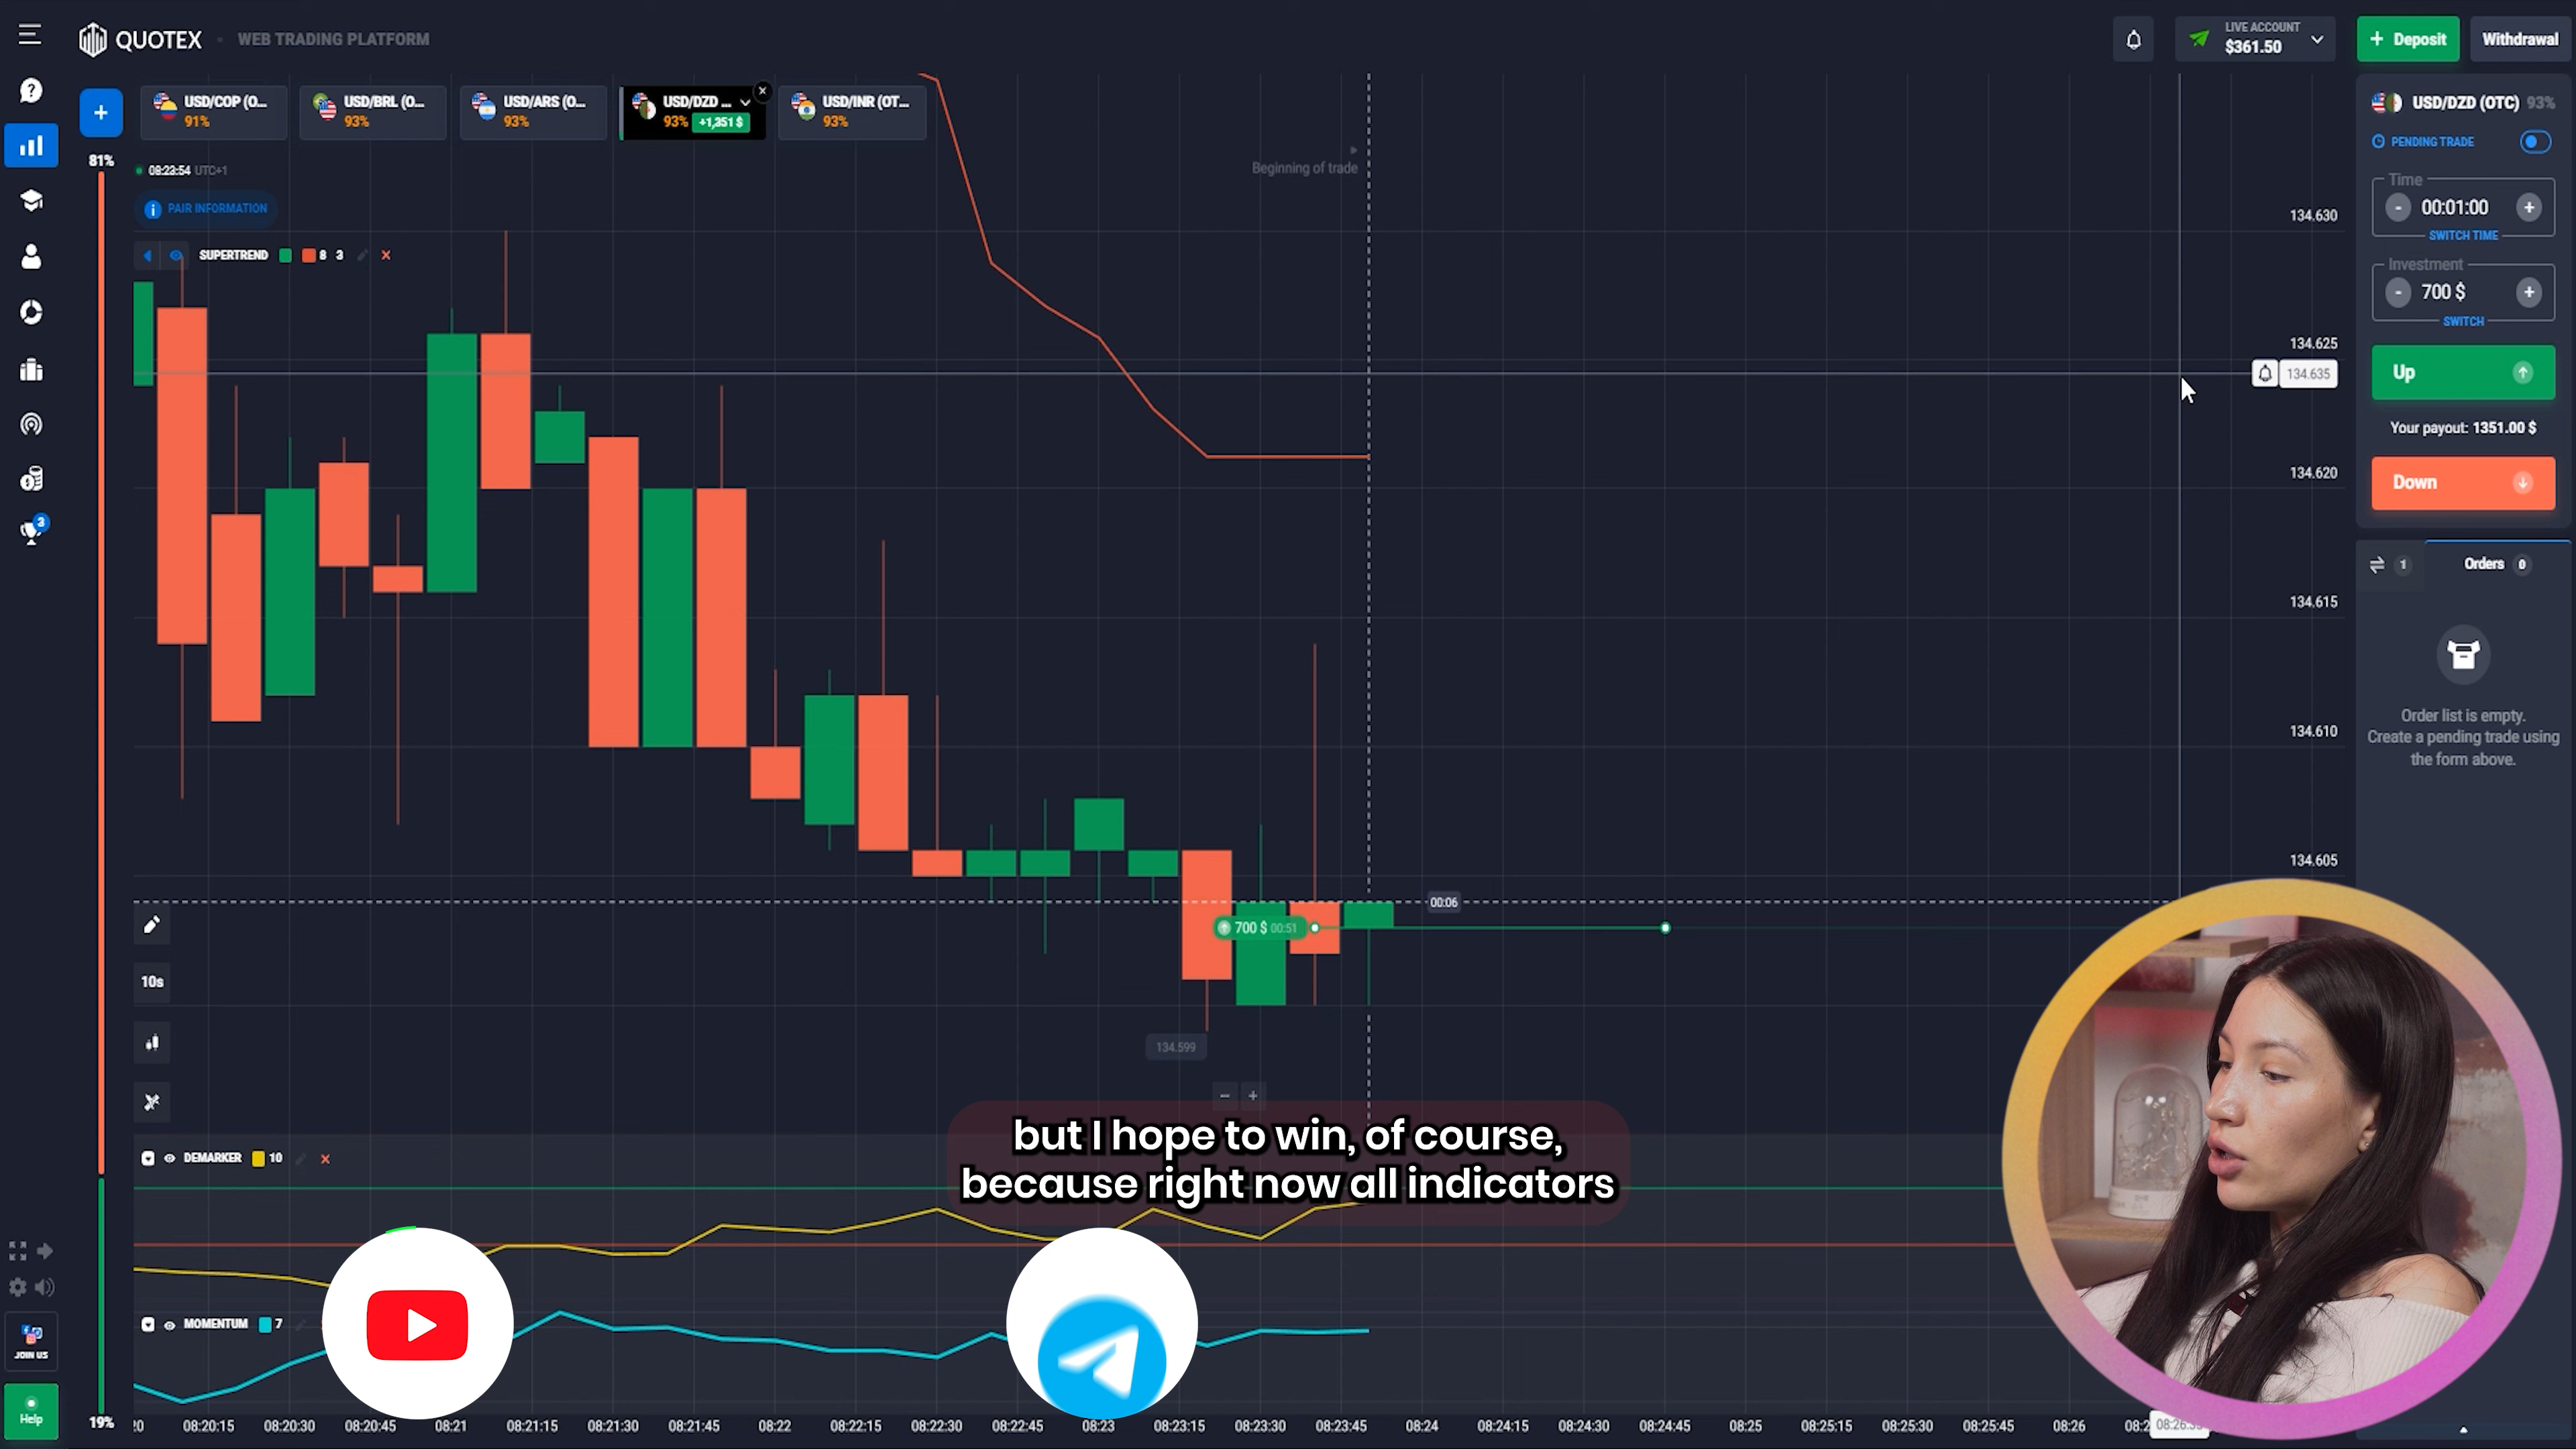 QUOTEX
WEB TRADING PLATFORM
LIVE ACCOUNT
$361.50
+ Deposit
Withdrawal
USD/COP (O...
91%
USD/BRL (O...
93%
USD/ARS (O...
93%
USD/DZD ...
93% +1,351 $
USD/INR (OT...
93%
81%
08:23:54 UTC+1
PAIR INFORMATION
SUPERTREND 8 3
Beginning of trade
USD/DZD (OTC) 93%
PENDING TRADE
Time
- 00:01:00 +
SWITCH TIME
Investment
- 700 $ +
SWITCH
Up
Your payout: 1351.00 $
Down
1
Orders 0
Order list is empty.
Create a pending trade using
the form above.
3
134.630
134.625
134.635
134.620
134.615
134.610
134.605
00:06
700 $ 00:51
10s
134.599
but I hope to win, of course,
because right now all indicators
DEMARKER 10
MOMENTUM 7
JOIN US
Help
19%
:20 08:20:15 08:20:30 08:20:45 08:21 08:21:15 08:21:30 08:21:45 08:22 08:22:15 08:22:30 08:22:45 08:23 08:23:15 08:23:30 08:23:45 08:24 08:24:15 08:24:30 08:24:45 08:25 08:25:15 08:25:30 08:25:45 08:26